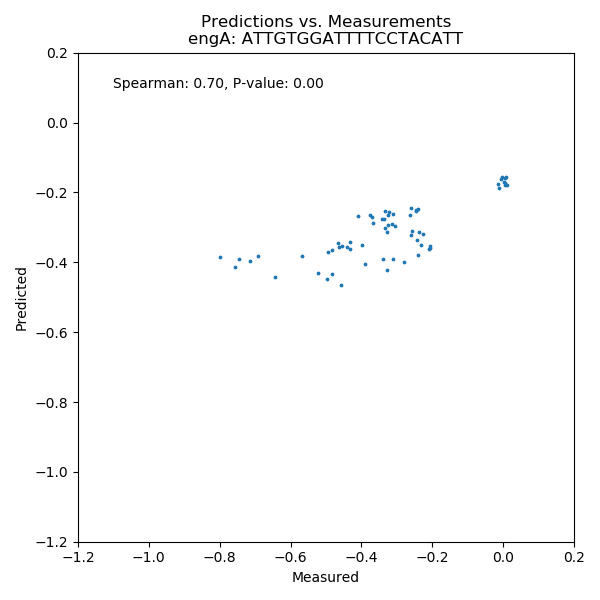 Predictions vs. Measurements
engA: ATTGTGGATTTTCCTACATT
Spearman: 0.70, P-value: 0.00
0.2
0.0
−0.2
−0.4
−0.6
−0.8
−1.0
−1.2
Predicted
−1.2 −1.0 −0.8 −0.6 −0.4 −0.2 0.0 0.2
Measured